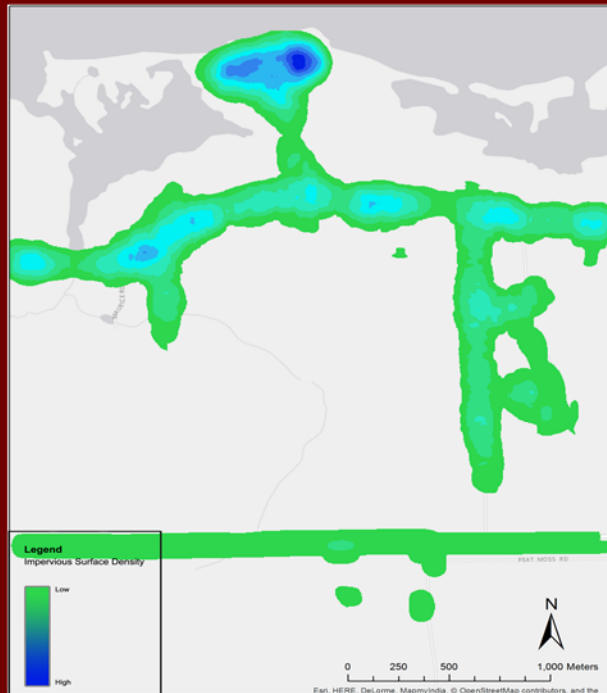 Legend
Impervious Surface Density
Low
High
PEAT MOSS RD
N
0 250 500 1,000 Meters
Esri, HERE, DeLorme, MapmyIndia, © OpenStreetMap contributors, and the